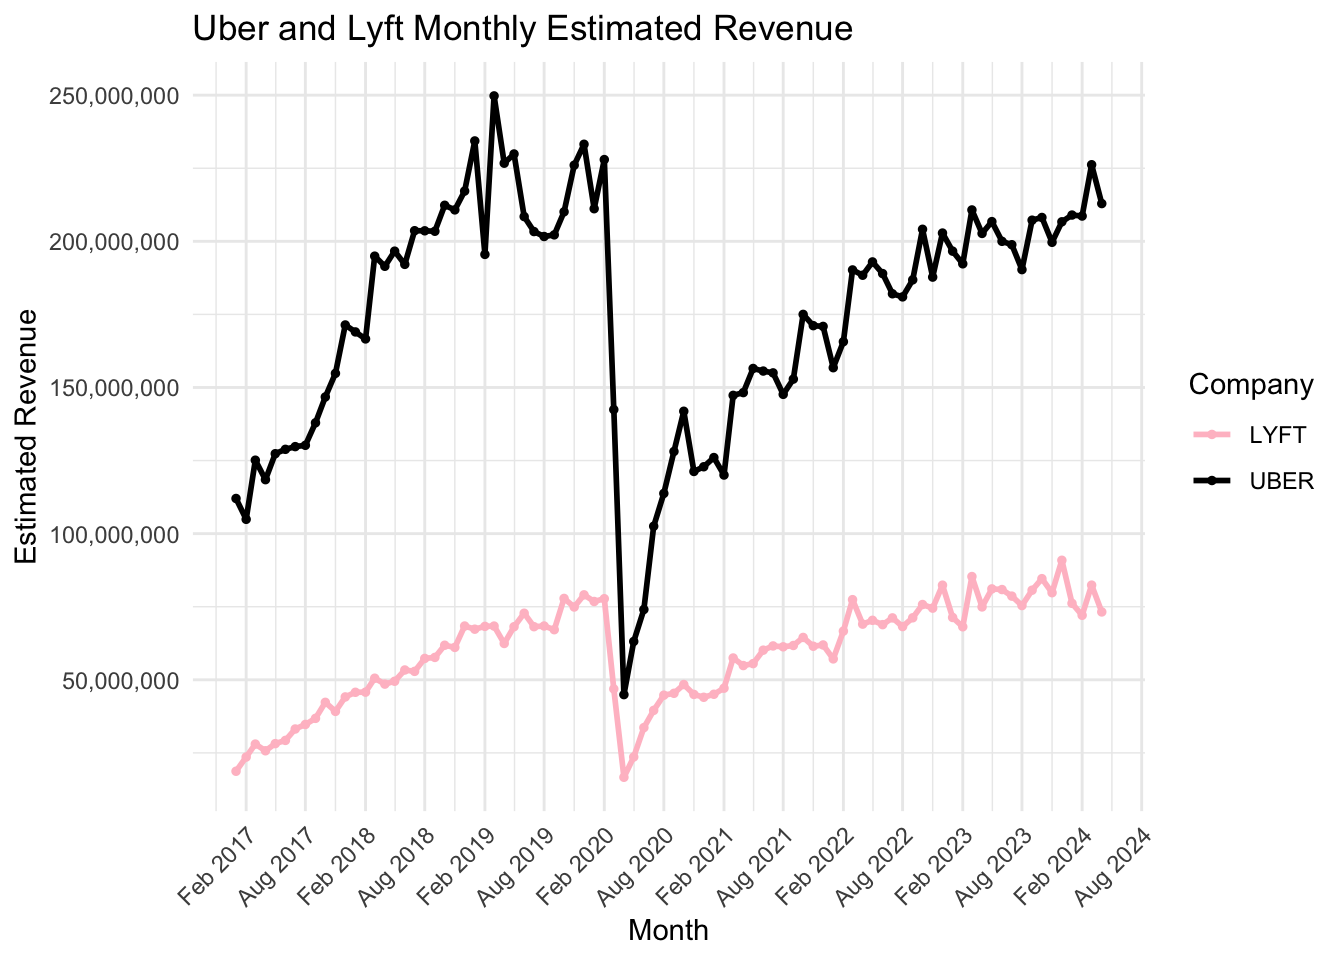 Uber and Lyft Monthly Estimated Revenue
250,000,000
200,000,000
150,000,000
100,000,000
50,000,000
Estimated Revenue
Feb 2017
Aug 2017
Feb 2018
Aug 2018
Feb 2019
Aug 2019
Feb 2020
Aug 2020
Feb 2021
Aug 2021
Feb 2022
Aug 2022
Feb 2023
Aug 2023
Feb 2024
Aug 2024
Month
Company
LYFT
UBER